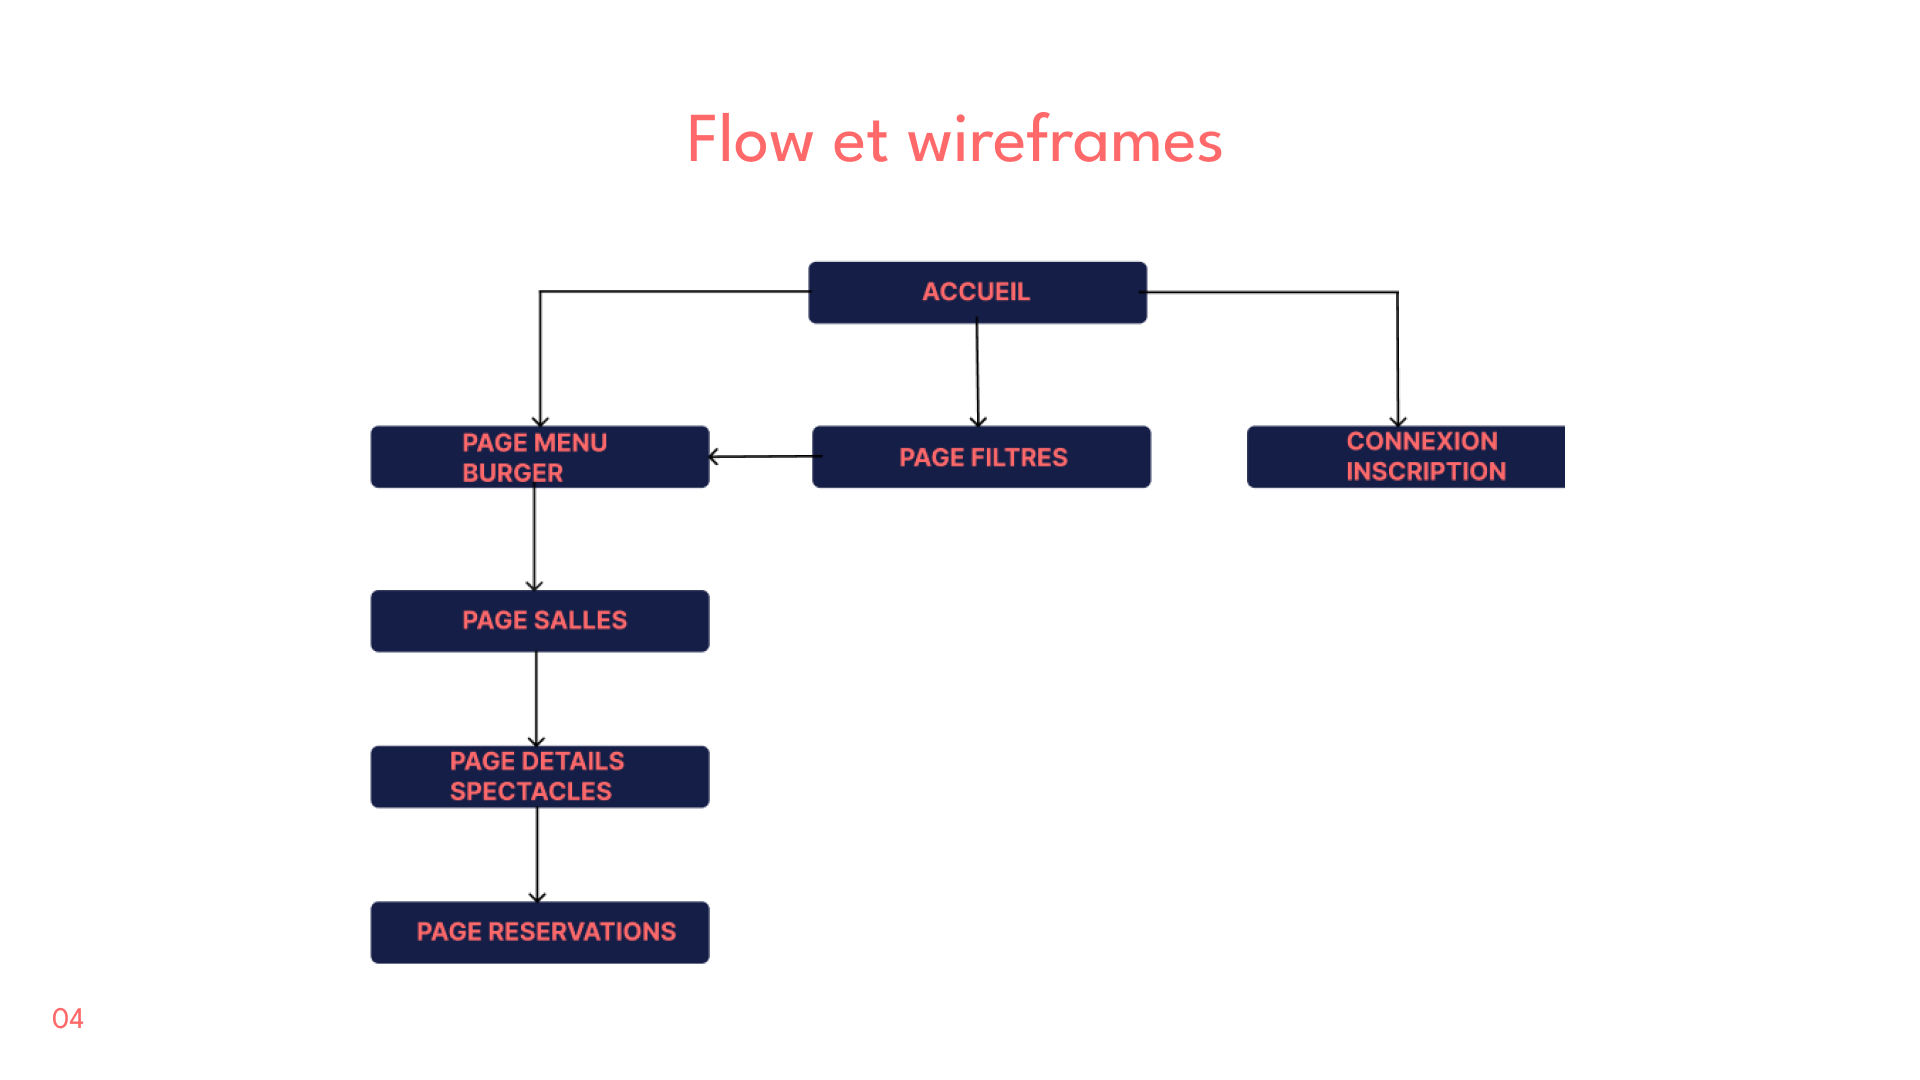 Flow et wireframes
ACCUEIL
PAGE MENU
BURGER
PAGE FILTRES
CONNEXION
INSCRIPTION
PAGE SALLES
PAGE DETAILS
SPECTACLES
PAGE RESERVATIONS
04